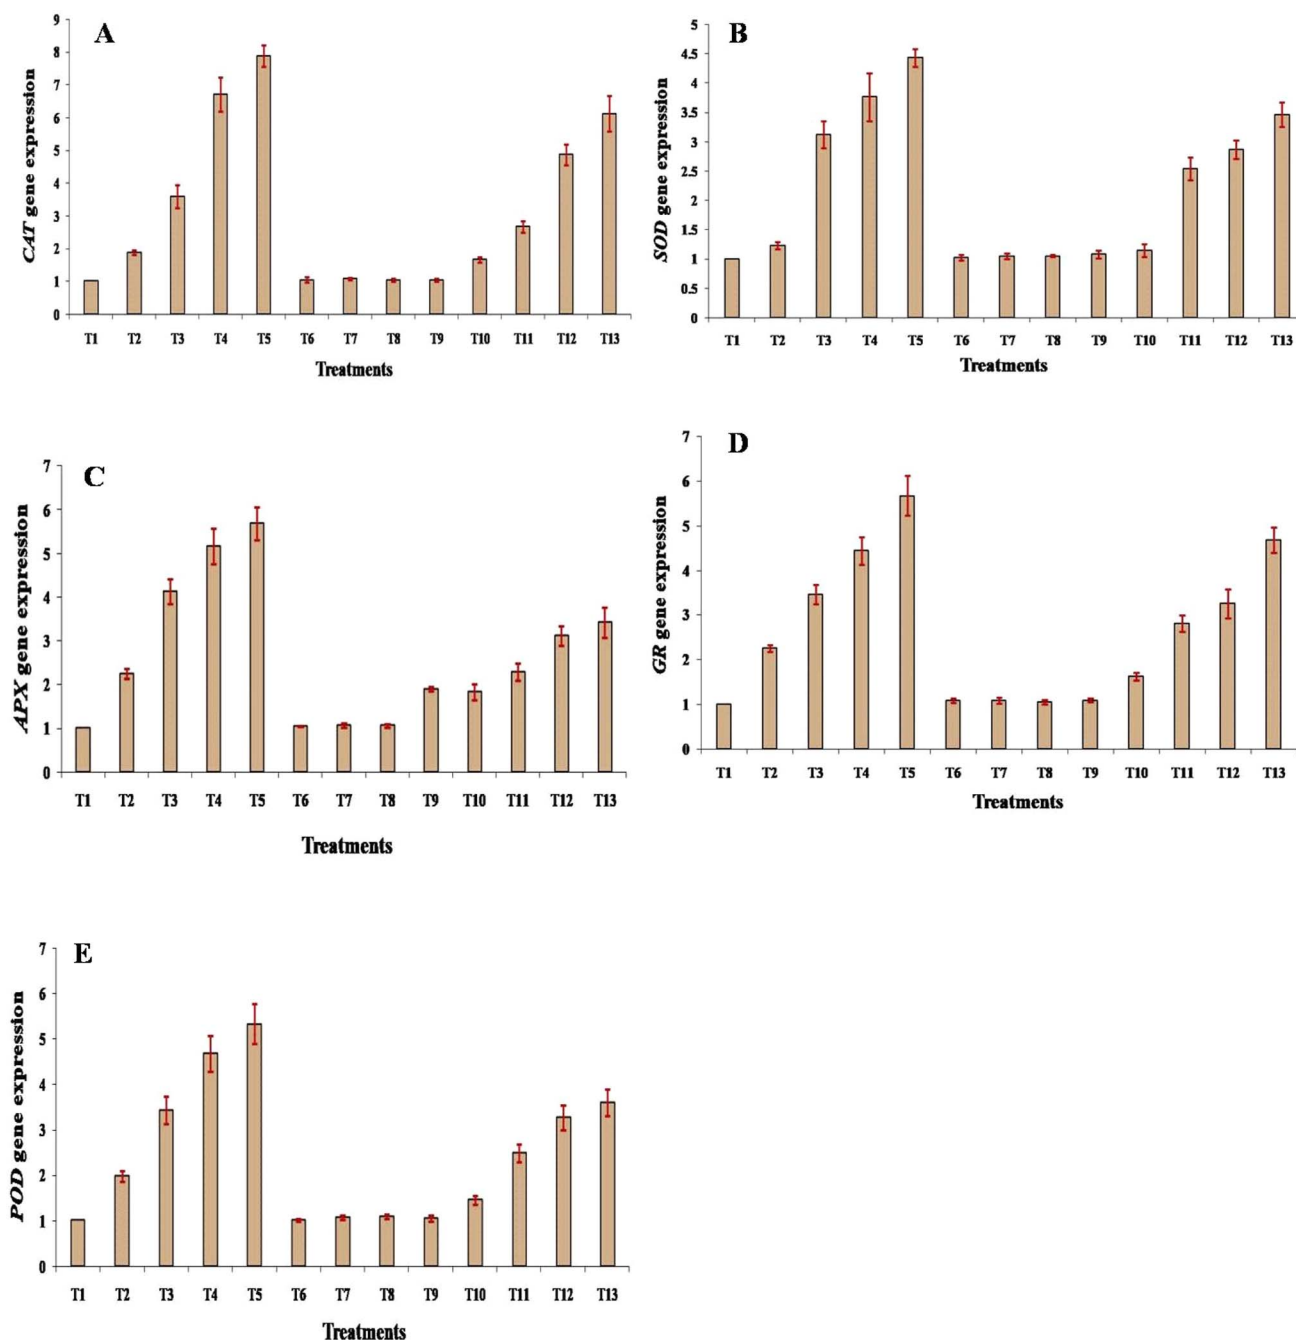 A
CAT gene expression
9
8
7
6
5
4
3
2
1
0
T1 T2 T3 T4 T5 T6 T7 T8 T9 T10 T11 T12 T13
Treatments
B
SOD gene expression
5
4.5
4
3.5
3
2.5
2
1.5
1
0.5
0
T1 T2 T3 T4 T5 T6 T7 T8 T9 T10 T11 T12 T13
Treatments
C
APX gene expression
7
6
5
4
3
2
1
0
T1 T2 T3 T4 T5 T6 T7 T8 T9 T10 T11 T12 T13
Treatments
D
GR gene expression
7
6
5
4
3
2
1
0
T1 T2 T3 T4 T5 T6 T7 T8 T9 T10 T11 T12 T13
Treatments
E
POD gene expression
7
6
5
4
3
2
1
0
T1 T2 T3 T4 T5 T6 T7 T8 T9 T10 T11 T12 T13
Treatments